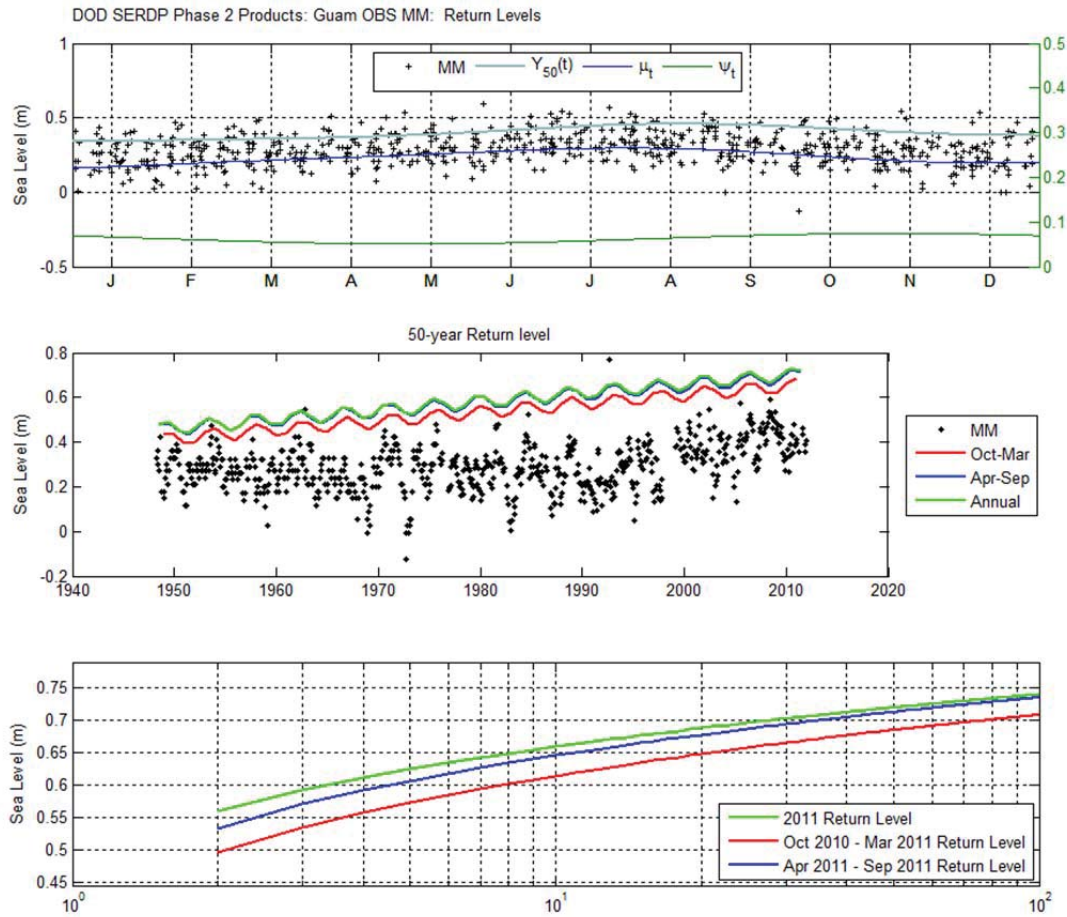 DOD SERDP Phase 2 Products: Guam OBS MM: Return Levels
1
0.5
0
-0.5
Sea Level (m)
MM Y50(t) μt ψt
0.5
0.4
0.3
0.2
0.1
0
J F M A M J J A S O N D
50-year Return level
0.8
0.6
0.4
0.2
0
-0.2
Sea Level (m)
1940 1950 1960 1970 1980 1990 2000 2010 2020
MM
Oct-Mar
Apr-Sep
Annual
0.75
0.7
0.65
0.6
0.55
0.5
0.45
Sea Level (m)
2011 Return Level
Oct 2010 - Mar 2011 Return Level
Apr 2011 - Sep 2011 Return Level
10^0 10^1 10^2